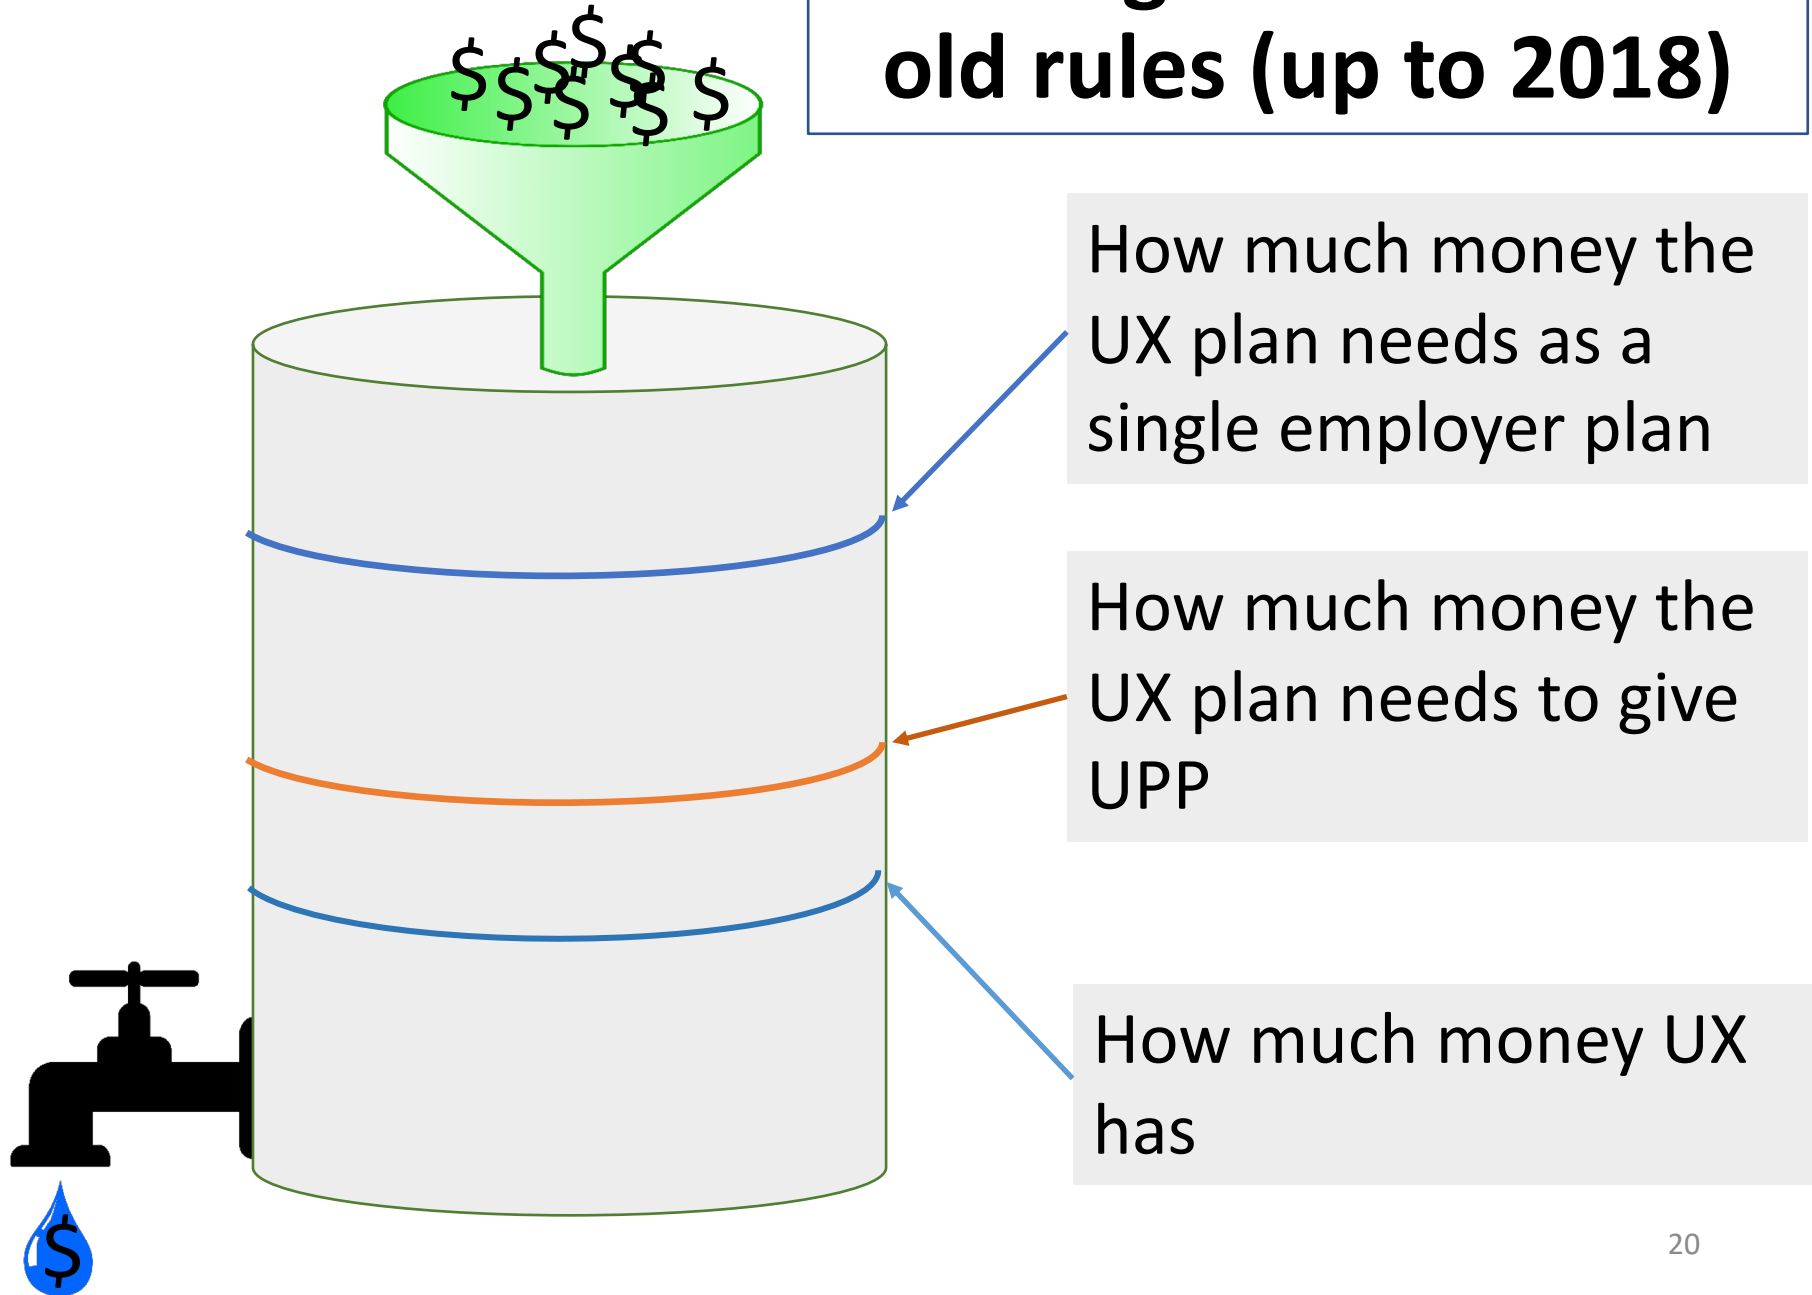 old rules (up to 2018)
$ $ $ $ $ $ $ $ $
How much money the
UX plan needs as a
single employer plan
How much money the
UX plan needs to give
UPP
How much money UX
has
$
20